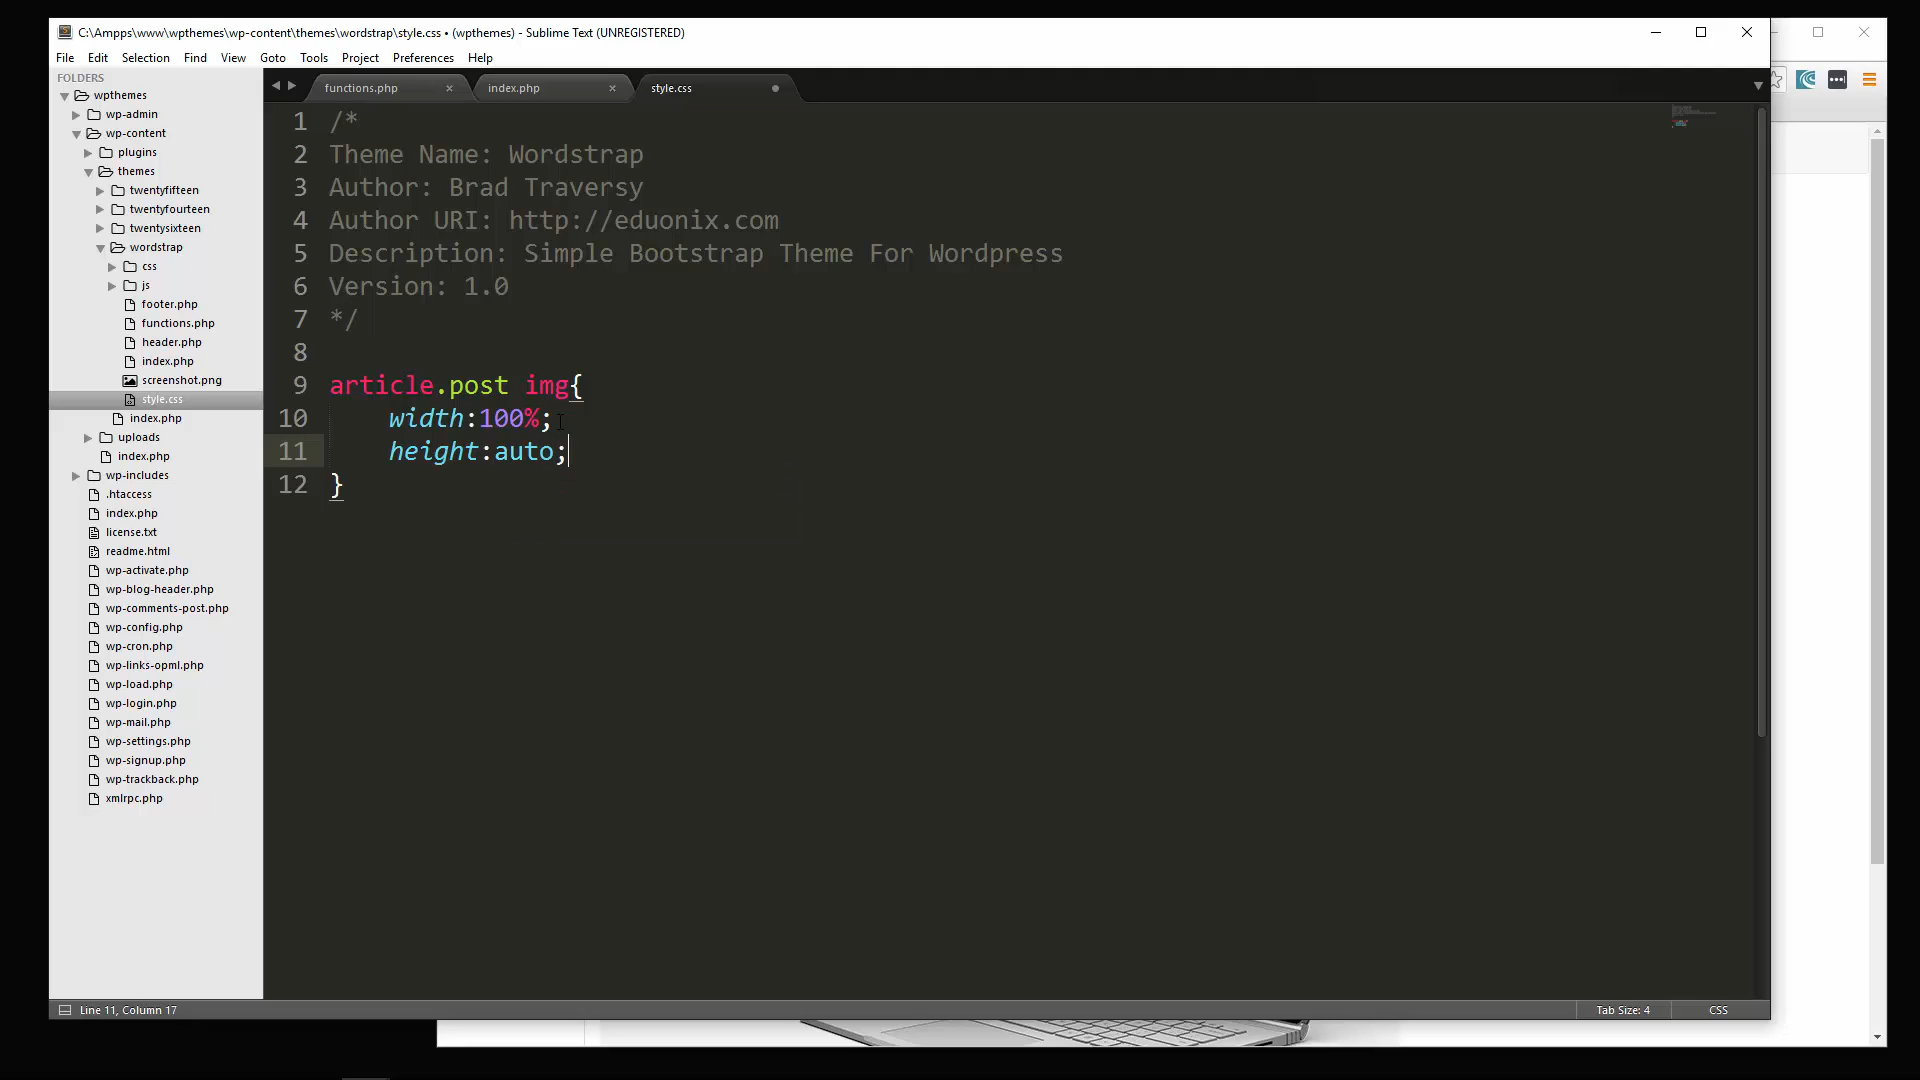 C:\Ampps\www\wpthemes\wp-content\themes\wordstrap\style.css • (wpthemes) - Sublime Text (UNREGISTERED)
File Edit Selection Find View Goto Tools Project Preferences Help
FOLDERS
wpthemes
wp-admin
wp-content
plugins
themes
twentyfifteen
twentyfourteen
twentysixteen
wordstrap
css
js
footer.php
functions.php
header.php
index.php
screenshot.png
style.css
index.php
uploads
index.php
wp-includes
.htaccess
index.php
license.txt
readme.html
wp-activate.php
wp-blog-header.php
wp-comments-post.php
wp-config.php
wp-cron.php
wp-links-opml.php
wp-load.php
wp-login.php
wp-mail.php
wp-settings.php
wp-signup.php
wp-trackback.php
xmlrpc.php
functions.php index.php style.css
1 /*
2 Theme Name: Wordstrap
3 Author: Brad Traversy
4 Author URI: http://eduonix.com
5 Description: Simple Bootstrap Theme For Wordpress
6 Version: 1.0
7 */
8
9 article.post img{
10 width:100%;
11 height:auto;
12 }
Line 11, Column 17 Tab Size: 4 CSS